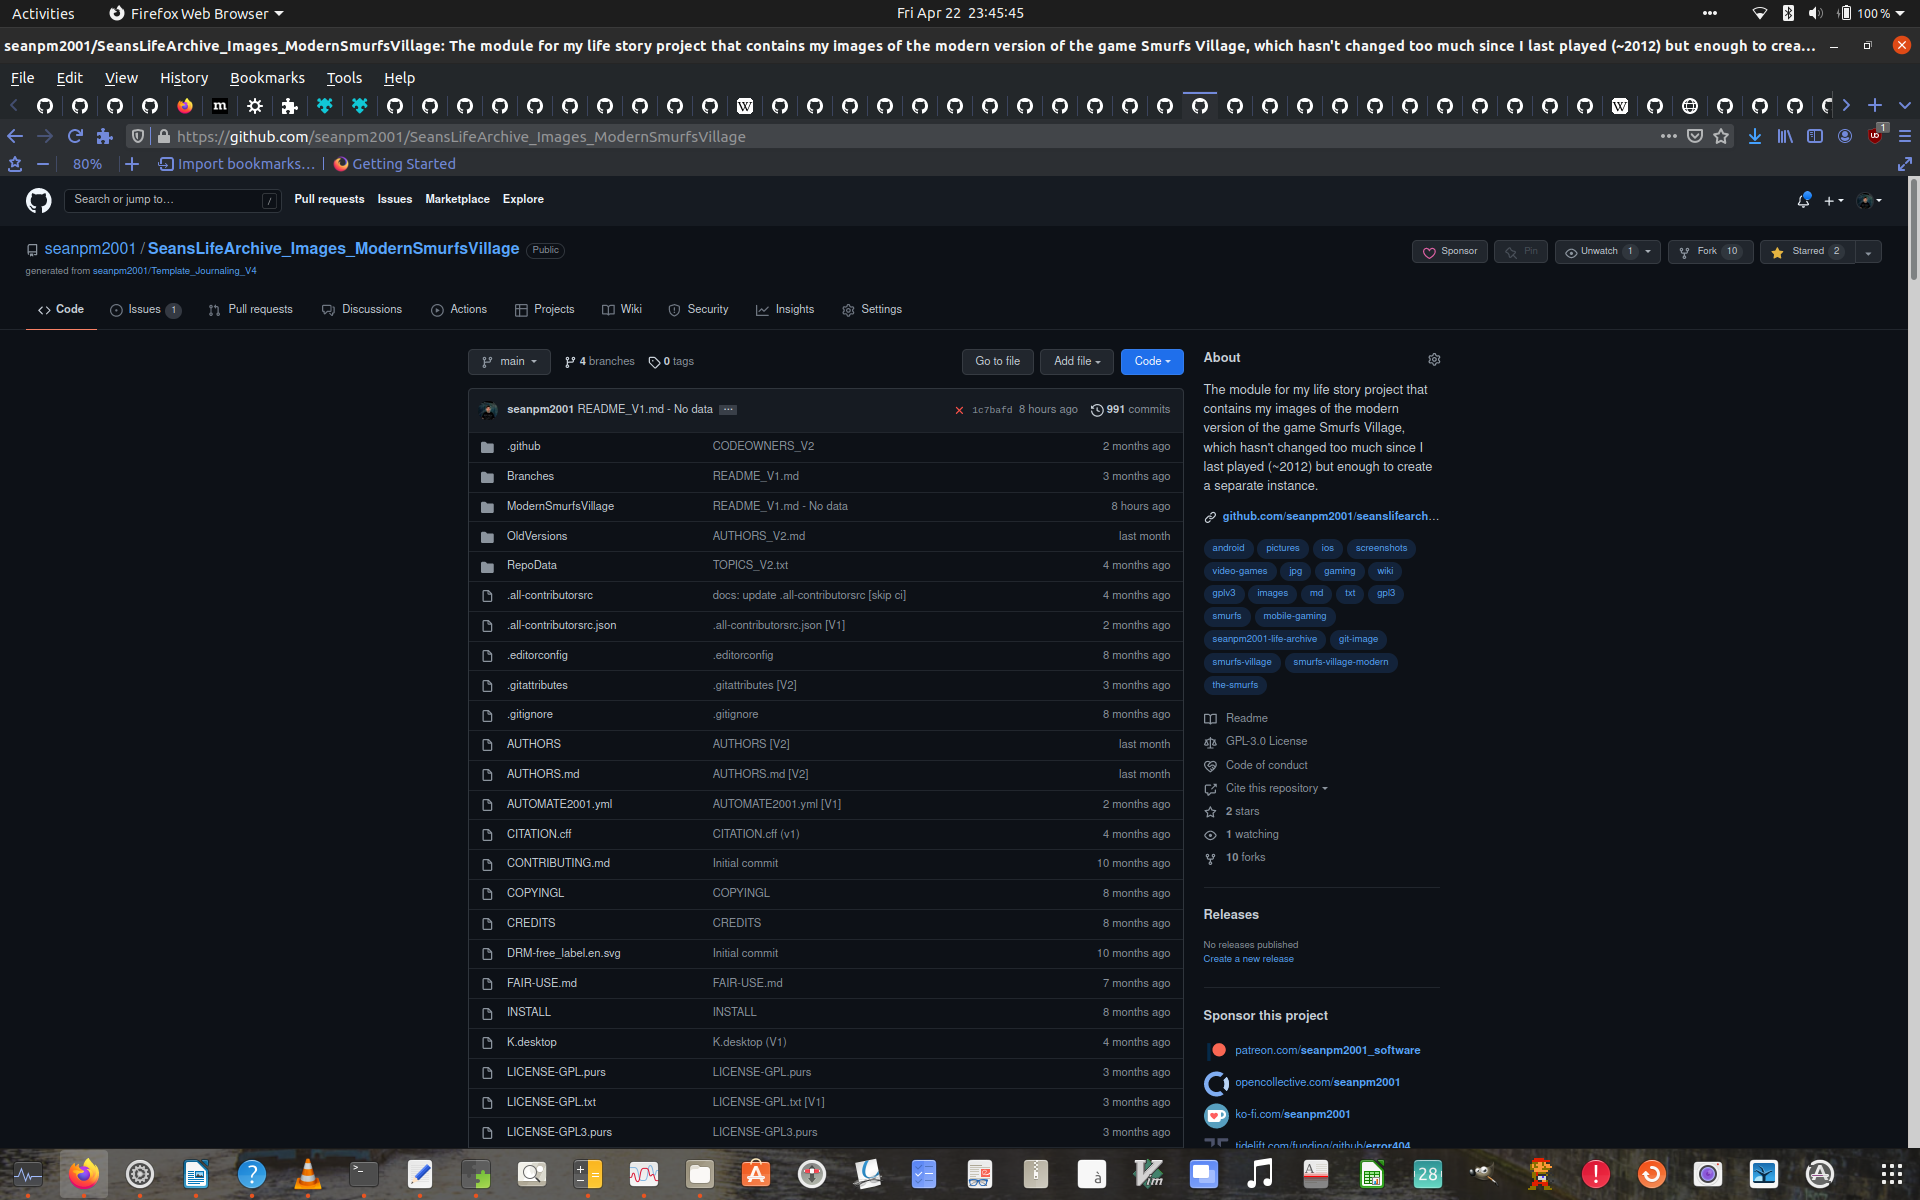 Activities
Firefox Web Browser
Fri Apr 22 23:45:45
100 %
seanpm2001/SeansLifeArchive_Images_ModernSmurfsVillage: The module for my life story project that contains my images of the modern version of the game Smurfs Village, which hasn't changed too much since I last played (~2012) but enough to crea…
File Edit View History Bookmarks Tools Help
https://github.com/seanpm2001/SeansLifeArchive_Images_ModernSmurfsVillage
1
80%
Import bookmarks…
Getting Started
Search or jump to…
/
Pull requests Issues Marketplace Explore
seanpm2001 / SeansLifeArchive_Images_ModernSmurfsVillage Public
generated from seanpm2001/Template_Journaling_V4
Sponsor
Pin
Unwatch 1
Fork 10
Starred 2
Code
Issues 1
Pull requests
Discussions
Actions
Projects
Wiki
Security
Insights
Settings
main
4 branches
0 tags
Go to file
Add file
Code
seanpm2001 README_V1.md - No data ...
1c7bafd 8 hours ago
991 commits
.github CODEOWNERS_V2 2 months ago
Branches README_V1.md 3 months ago
ModernSmurfsVillage README_V1.md - No data 8 hours ago
OldVersions AUTHORS_V2.md last month
RepoData TOPICS_V2.txt 4 months ago
.all-contributorsrc docs: update .all-contributorsrc [skip ci] 4 months ago
.all-contributorsrc.json .all-contributorsrc.json [V1] 2 months ago
.editorconfig .editorconfig 8 months ago
.gitattributes .gitattributes [V2] 3 months ago
.gitignore .gitignore 8 months ago
AUTHORS AUTHORS [V2] last month
AUTHORS.md AUTHORS.md [V2] last month
AUTOMATE2001.yml AUTOMATE2001.yml [V1] 2 months ago
CITATION.cff CITATION.cff (v1) 4 months ago
CONTRIBUTING.md Initial commit 10 months ago
COPYINGL COPYINGL 8 months ago
CREDITS CREDITS 8 months ago
DRM-free_label.en.svg Initial commit 10 months ago
FAIR-USE.md FAIR-USE.md 7 months ago
INSTALL INSTALL 8 months ago
K.desktop K.desktop (V1) 4 months ago
LICENSE-GPL.purs LICENSE-GPL.purs 3 months ago
LICENSE-GPL.txt LICENSE-GPL.txt [V1] 3 months ago
LICENSE-GPL3.purs LICENSE-GPL3.purs 3 months ago
About
The module for my life story project that
contains my images of the modern
version of the game Smurfs Village,
which hasn't changed too much since I
last played (~2012) but enough to create
a separate instance.
github.com/seanpm2001/seanslifearch…
android pictures ios screenshots
video-games jpg gaming wiki
gplv3 images md txt gpl3
smurfs mobile-gaming
seanpm2001-life-archive git-image
smurfs-village smurfs-village-modern
the-smurfs
Readme
GPL-3.0 License
Code of conduct
Cite this repository
2 stars
1 watching
10 forks
Releases
No releases published
Create a new release
Sponsor this project
patreon.com/seanpm2001_software
opencollective.com/seanpm2001
ko-fi.com/seanpm2001
tidelift.com/funding/github/error404
28